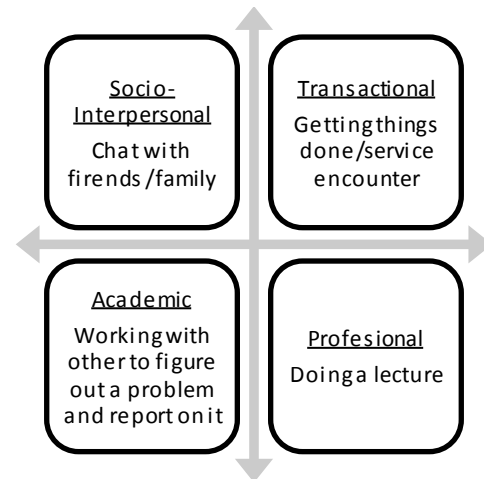 Socio-
Interpersonal
Chat with
firends/family
Transactional
Getting things
done/service
encounter
Academic
Working with
other to figure
out a problem
and report on it
Profesional
Doing a lecture